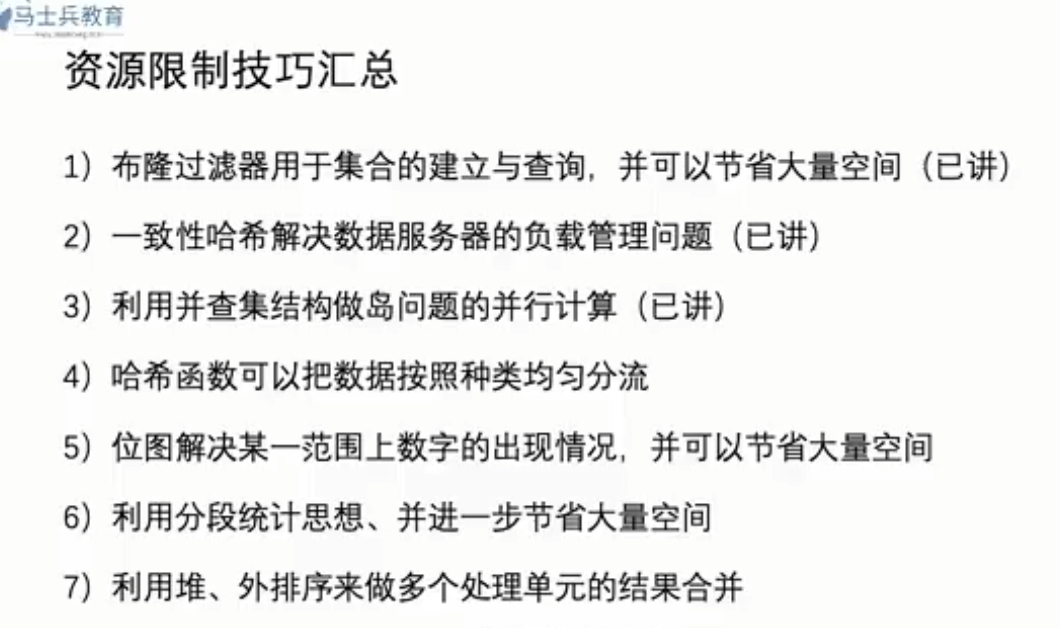 马士兵教育
资源限制技巧汇总
1）布隆过滤器用于集合的建立与查询，并可以节省大量空间（已讲）
2）一致性哈希解决数据服务器的负载管理问题（已讲）
3）利用并查集结构做岛问题的并行计算（已讲）
4）哈希函数可以把数据按照种类均匀分流
5）位图解决某一范围上数字的出现情况，并可以节省大量空间
6）利用分段统计思想、并进一步节省大量空间
7）利用堆、外排序来做多个处理单元的结果合并